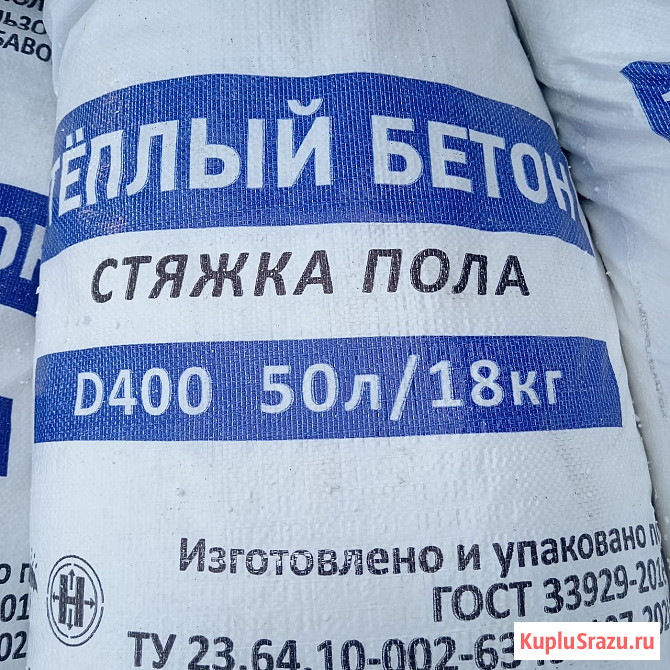 ТЁПЛЫЙ БЕТОН
СТЯЖКА ПОЛА
D400 50л/18кг
Изготовлено и упаковано
ГОСТ 33929-20
ТУ 23.64.10-002-63
Н
KupluSrazu.ru